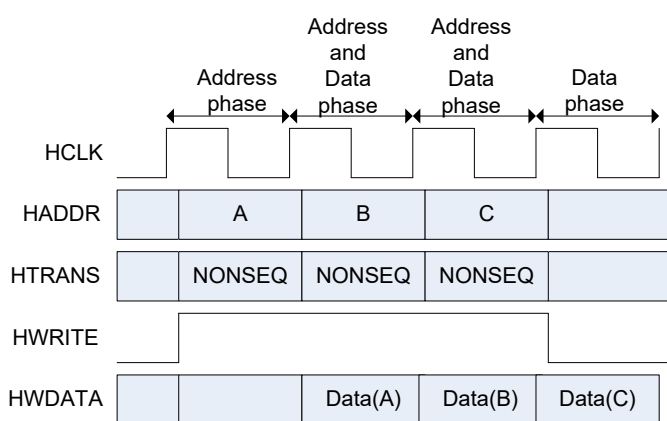 Address
and
Data
phase
Address
and
Data
phase
Address
phase
Data
phase
HCLK
HADDR A B C
HTRANS NONSEQ NONSEQ NONSEQ
HWRITE
HWDATA Data(A) Data(B) Data(C)